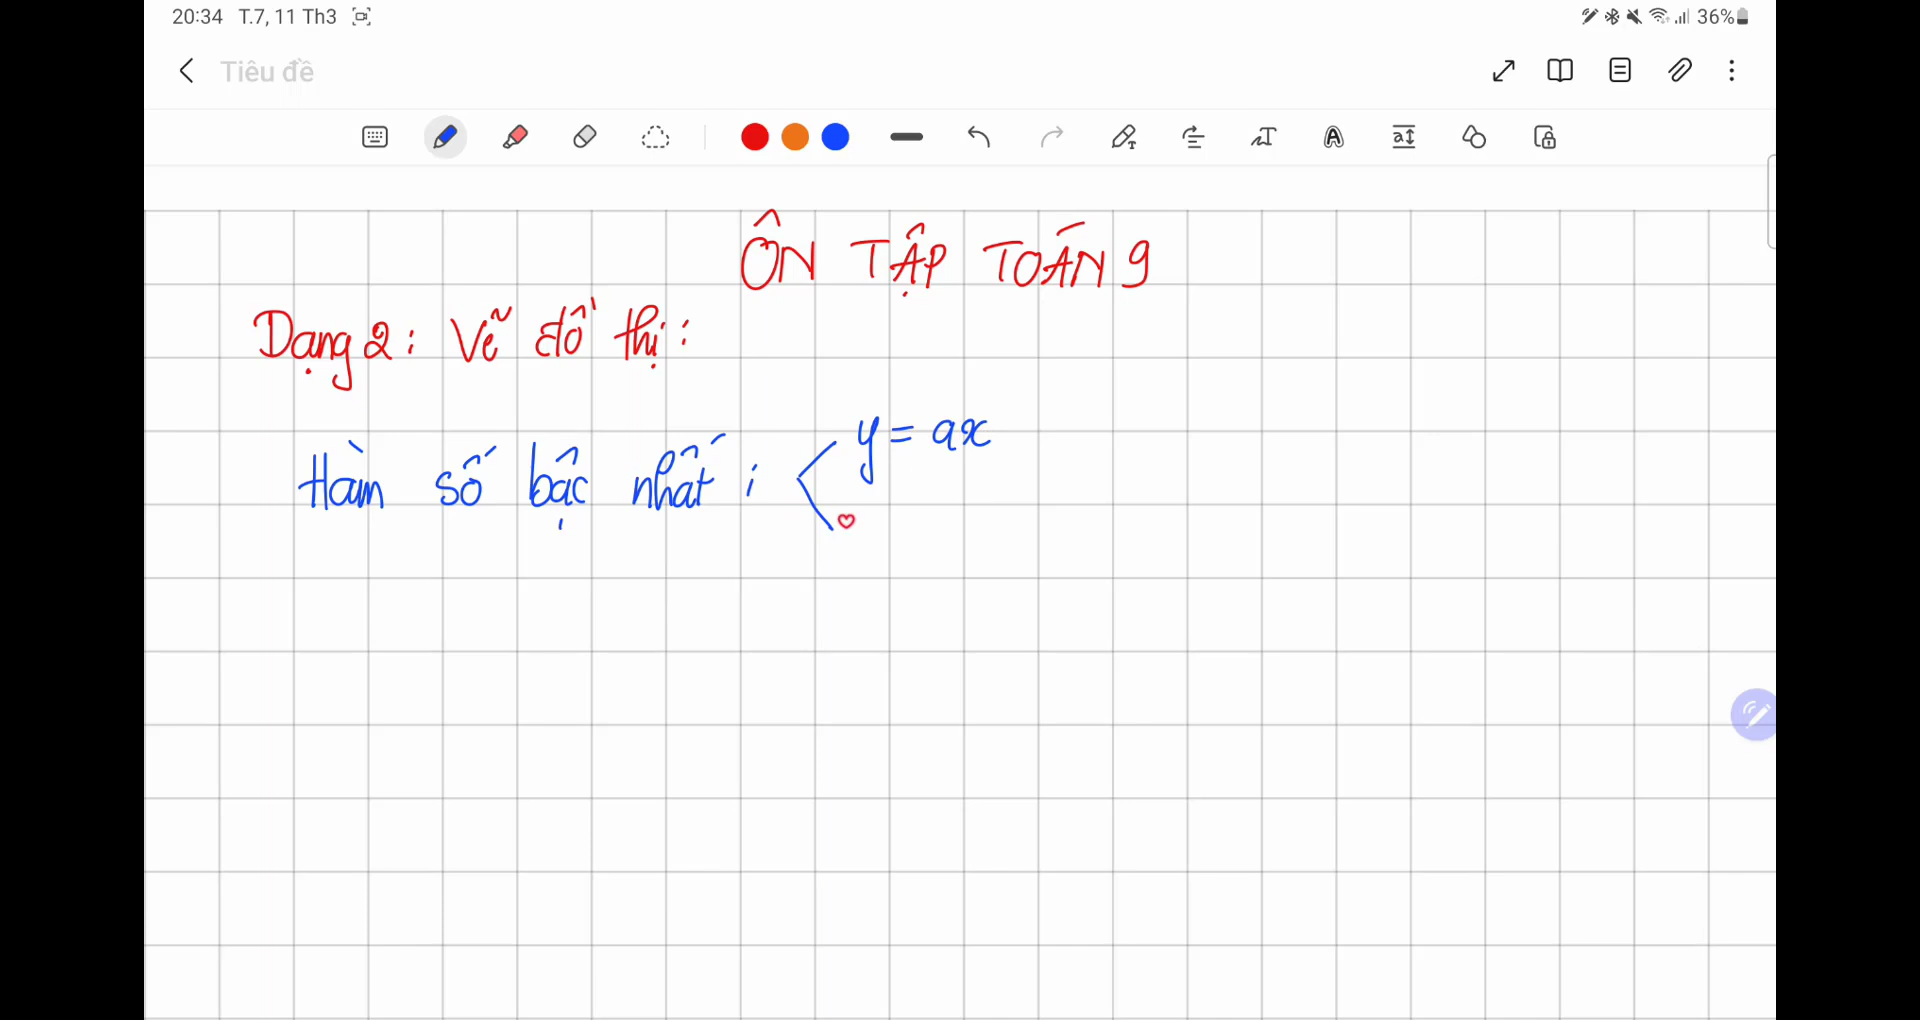 20:34 T.7, 11 Th3 36%
Tiêu đề
ÔN TẬP TOÁN 9
Dạng 2: Vẽ đồ thị:
Hàm số bậc nhất: y = ax